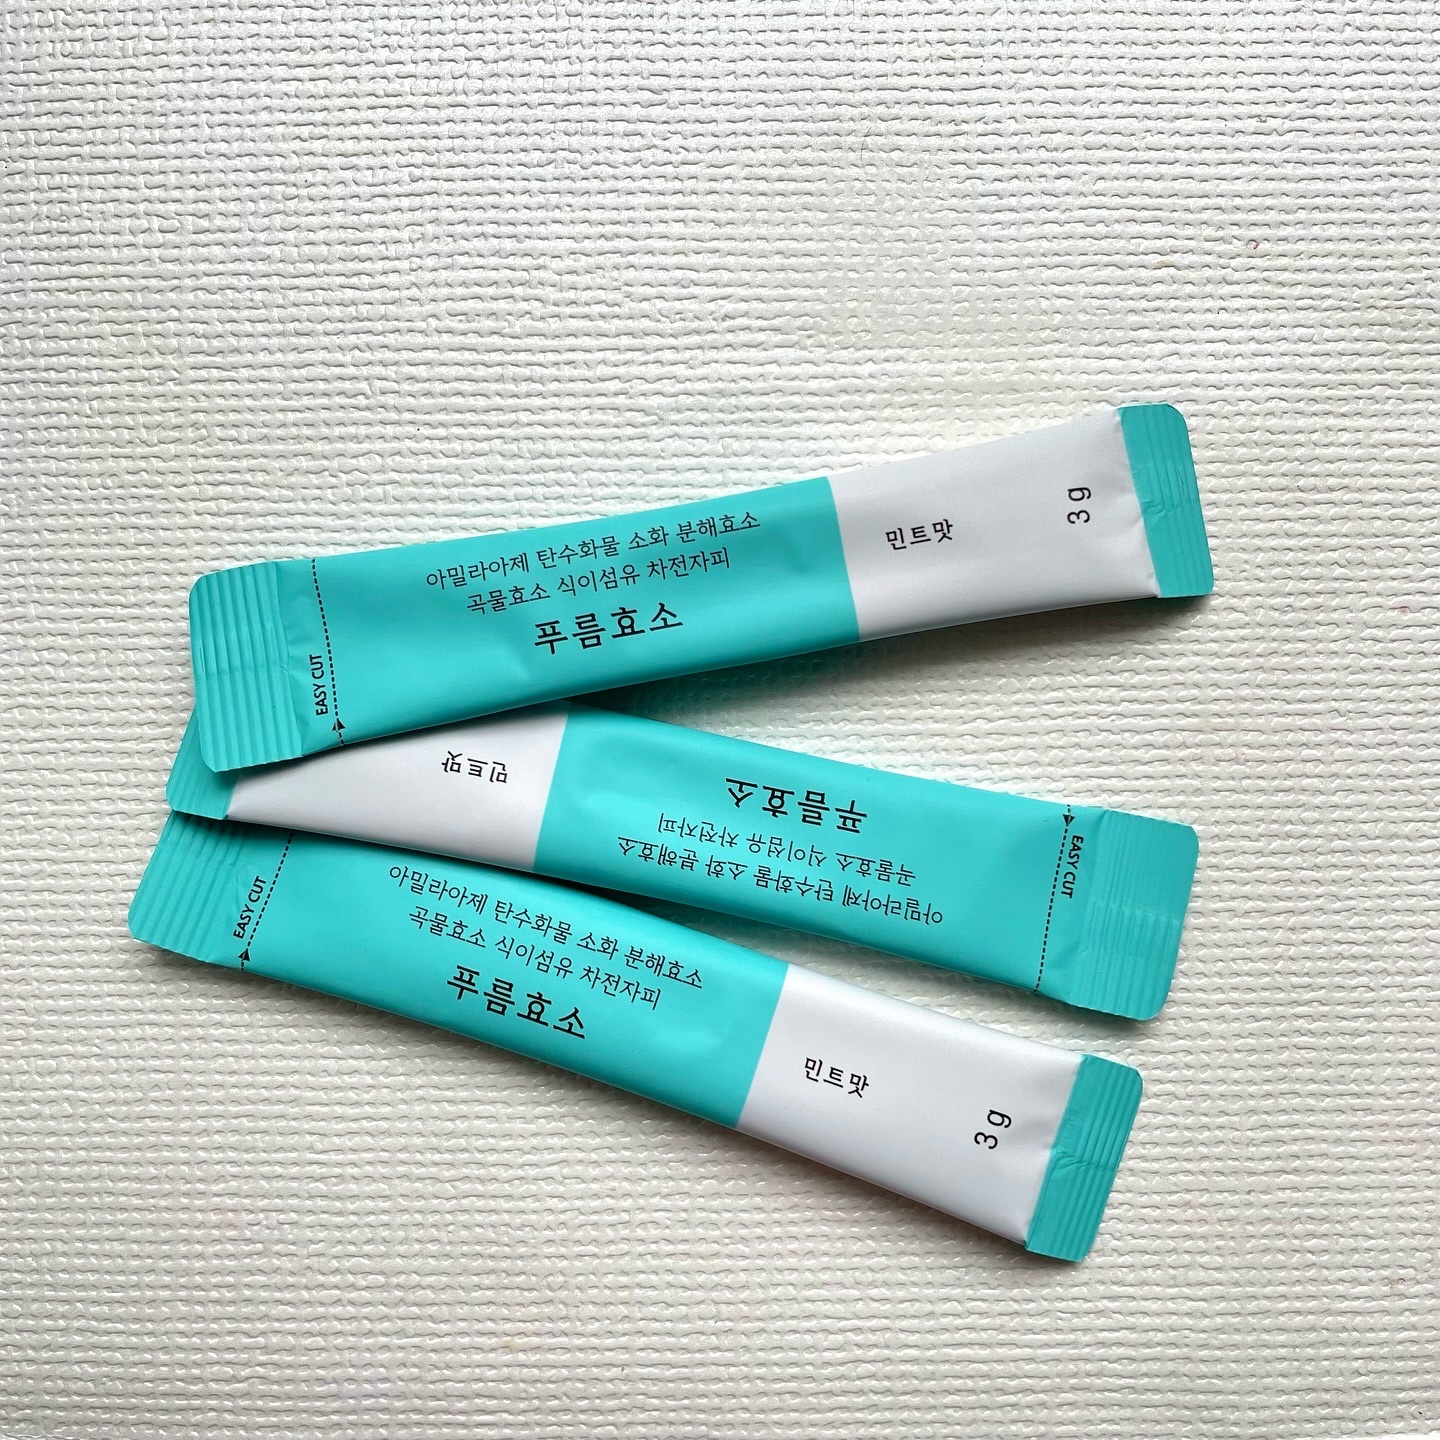 아밀라아제 탄수화물 소화 분해효소
곡물효소 식이섬유 차전자피
푸름효소
민트맛
3g
EASY CUT
민트맛
푸름효소
곡물효소 식이섬유 차전자피
아밀라아제 탄수화물 소화 분해효소
EASY CUT
EASY CUT
아밀라아제 탄수화물 소화 분해효소
곡물효소 식이섬유 차전자피
푸름효소
민트맛
3g